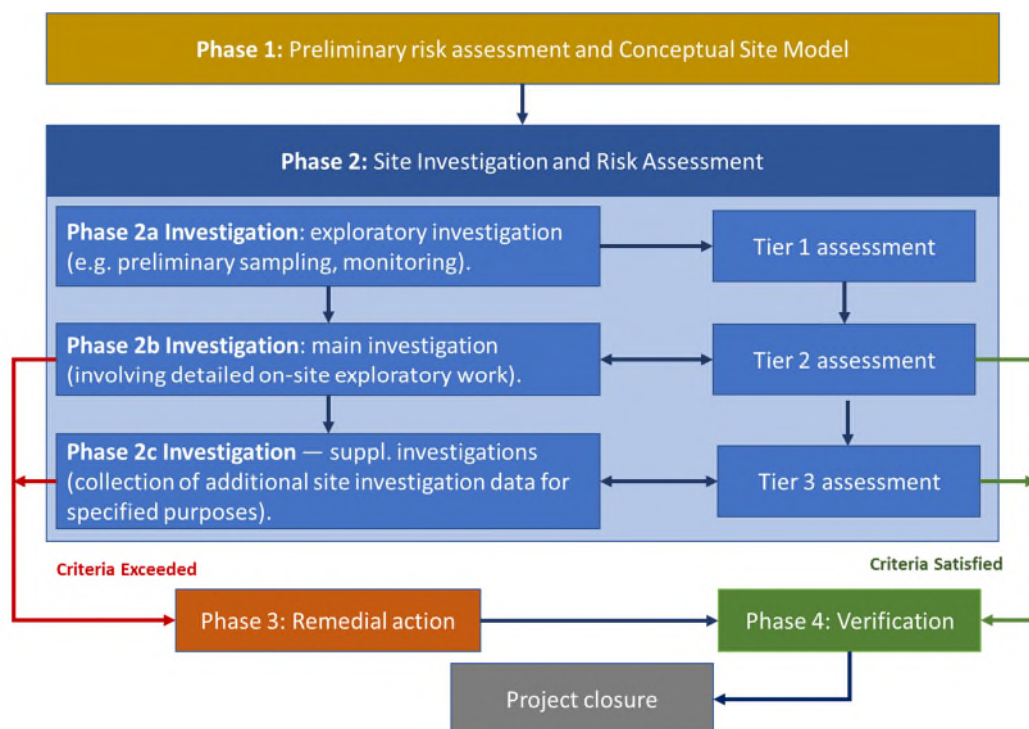 Phase 1: Preliminary risk assessment and Conceptual Site Model
Phase 2: Site Investigation and Risk Assessment
Phase 2a Investigation: exploratory investigation
(e.g. preliminary sampling, monitoring).
Tier 1 assessment
Phase 2b Investigation: main investigation
(involving detailed on-site exploratory work).
Tier 2 assessment
Phase 2c Investigation — suppl. investigations
(collection of additional site investigation data for
specified purposes).
Tier 3 assessment
Criteria Exceeded
Criteria Satisfied
Phase 3: Remedial action
Phase 4: Verification
Project closure